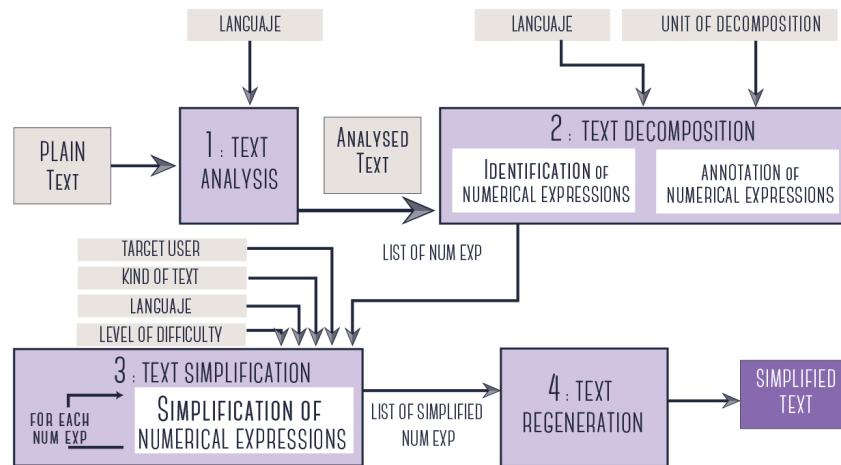 LANGUAJE
LANGUAJE
UNIT OF DECOMPOSITION
PLAIN
TEXT
1 : TEXT
ANALYSIS
ANALYSED
TEXT
2 : TEXT DECOMPOSITION
IDENTIFICATION OF
NUMERICAL EXPRESSIONS
ANNOTATION OF
NUMERICAL EXPRESSIONS
LIST OF NUM EXP
TARGET USER
KIND OF TEXT
LANGUAJE
LEVEL OF DIFFICULTY
3 : TEXT SIMPLIFICATION
FOR EACH
NUM EXP
SIMPLIFICATION OF
NUMERICAL EXPRESSIONS
LIST OF SIMPLIFIED
NUM EXP
4 : TEXT
REGENERATION
SIMPLIFIED
TEXT